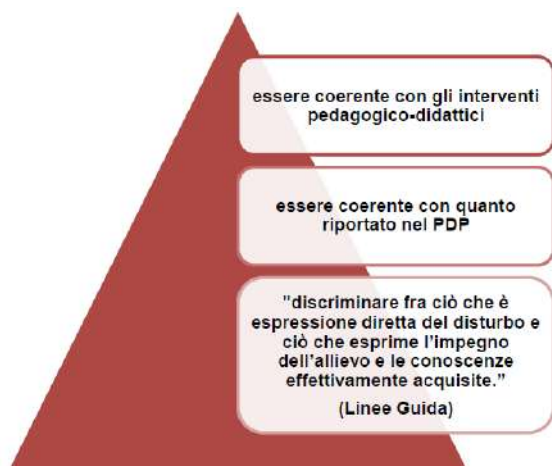 essere coerente con gli interventi
pedagogico-didattici
essere coerente con quanto
riportato nel PDP
"discriminare fra ciò che è
espressione diretta del disturbo e
ciò che esprime l'impegno
dell'allievo e le conoscenze
effettivamente acquisite."
(Linee Guida)